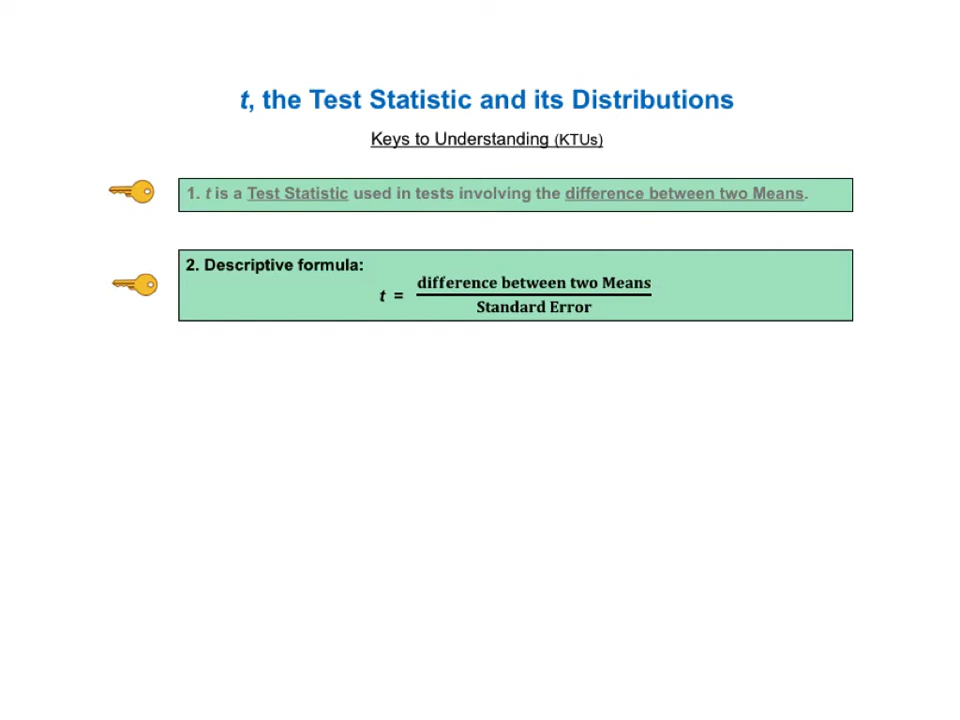 t, the Test Statistic and its Distributions
Keys to Understanding (KTUs)
1. t is a Test Statistic used in tests involving the difference between two Means.
2. Descriptive formula:
difference between two Means
t =
Standard Error